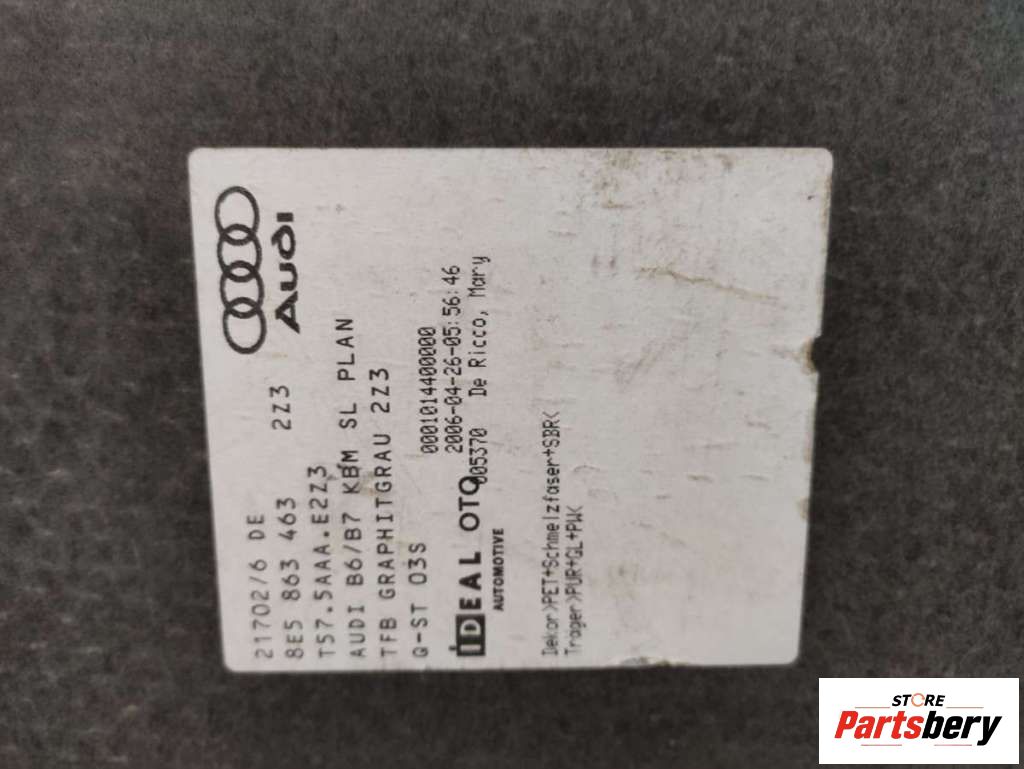 Audi
21702/6 DE
8E5 863 463 2Z3
T57.5AAA.E2Z3
AUDI B6/B7 KBM SL PLAN
TFB GRAPHITGRAU 2Z3
G-ST 03S
0001014400000
2006-04-26-05:56:46
IDEAL OTO
005370 De Ricco, Mary
AUTOMOTIVE
Dekor>PET+Schmelzfaser+SBR<
Träger>PUR+GL+PW<
STORE
Partsbery